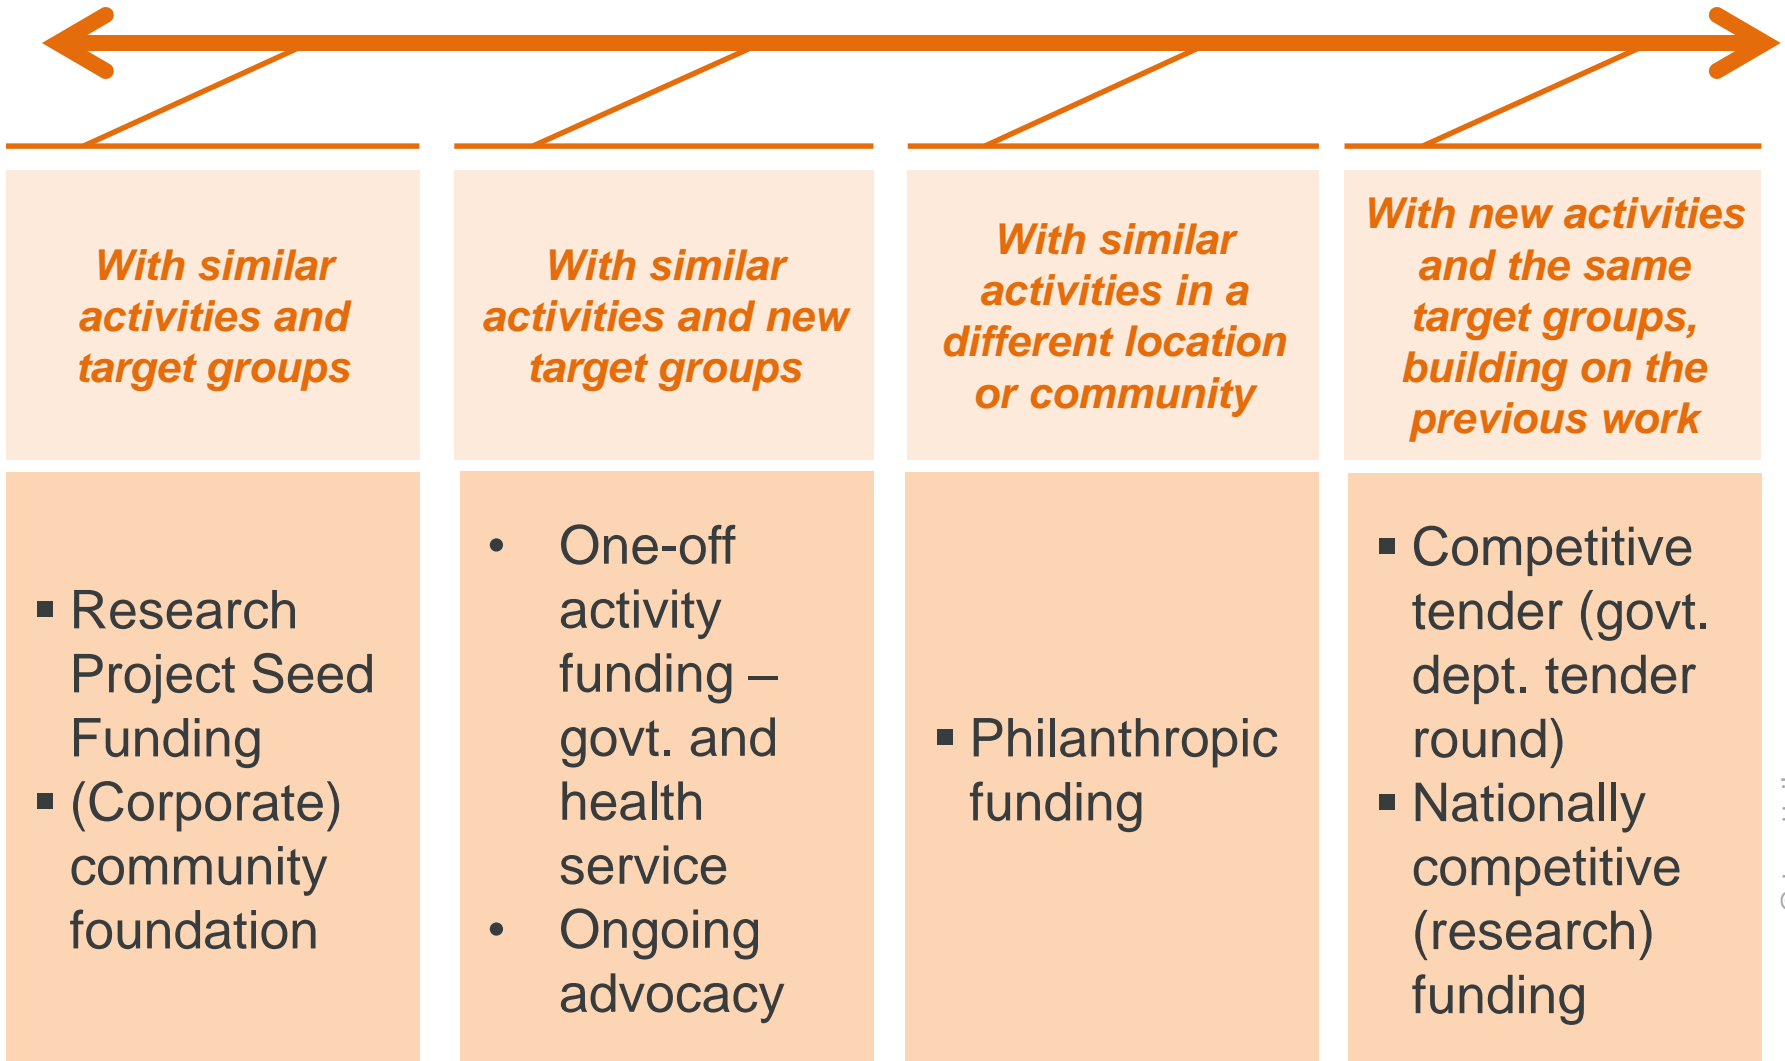 With similar
activities and
target groups
With similar
activities and new
target groups
With similar
activities in a
different location
or community
With new activities
and the same
target groups,
building on the
previous work
▪ Research
Project Seed
Funding
▪ (Corporate)
community
foundation
• One-off
activity
funding –
govt. and
health
service
• Ongoing
advocacy
▪ Philanthropic
funding
▪ Competitive
tender (govt.
dept. tender
round)
▪ Nationally
competitive
(research)
funding